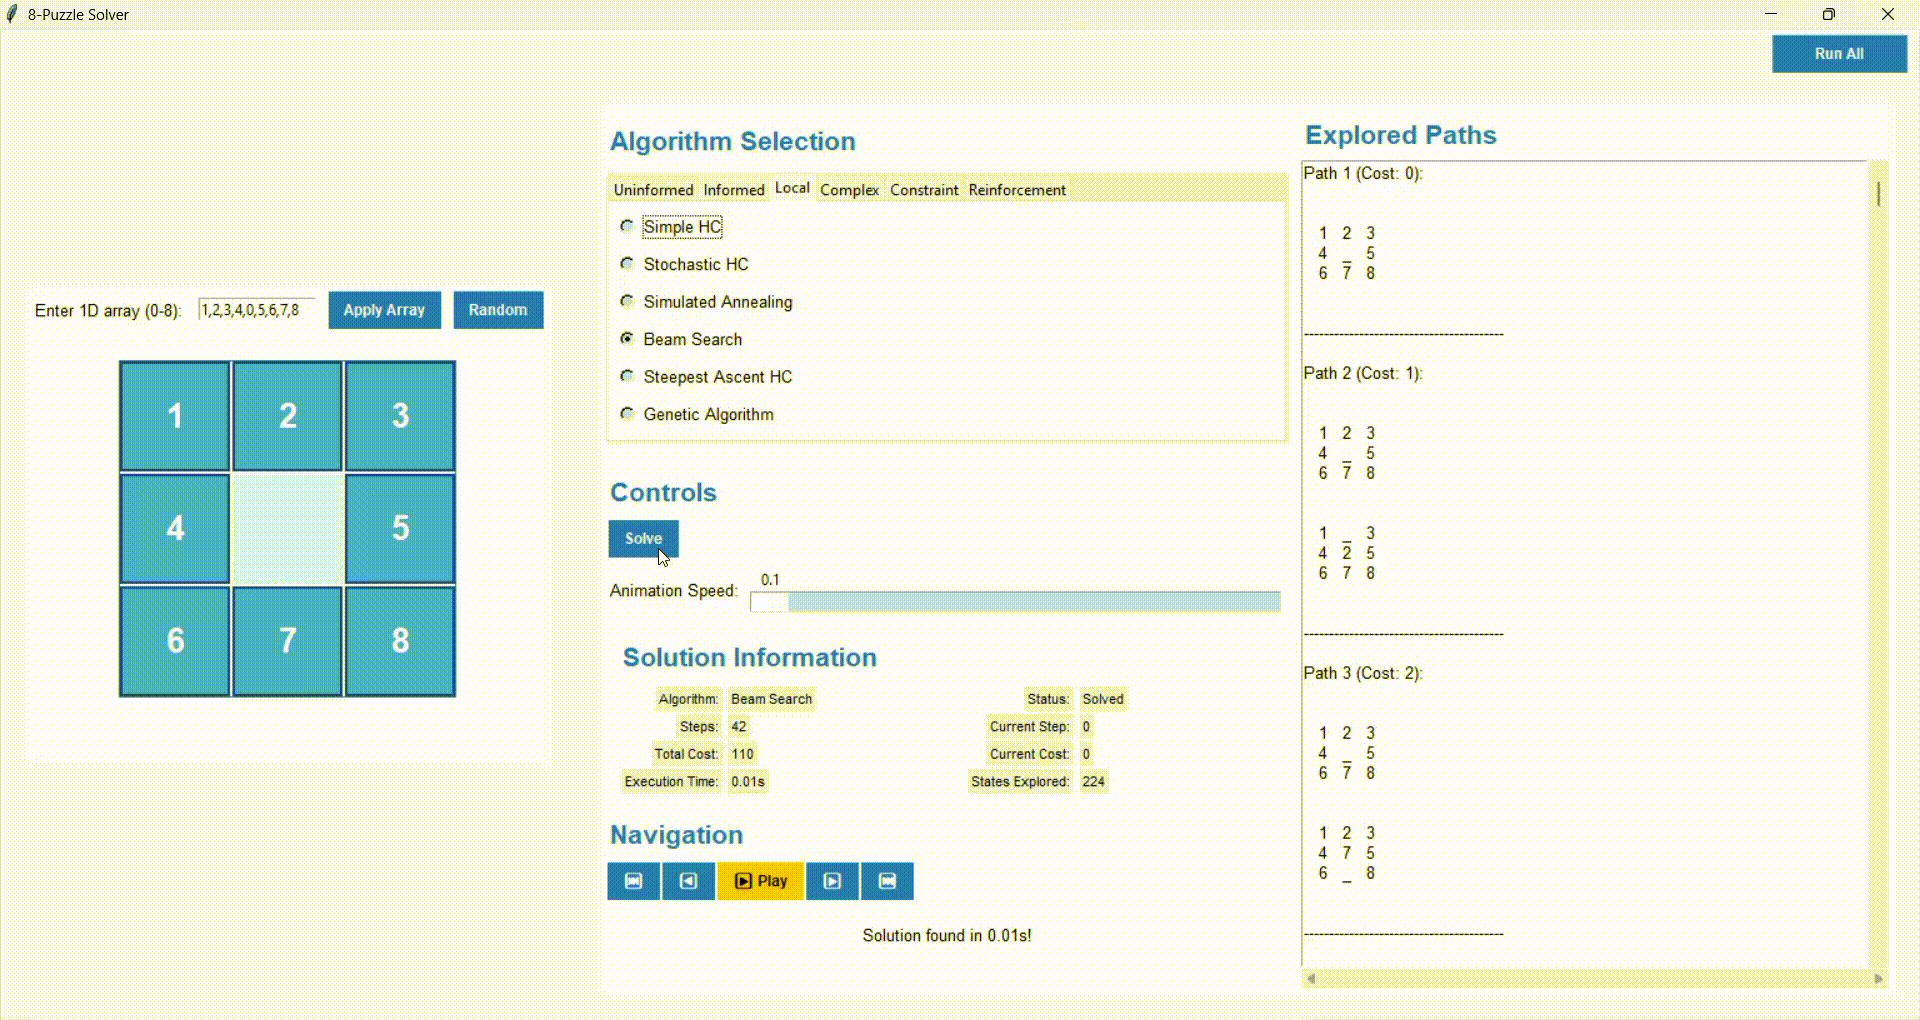 8-Puzzle Solver
Run All
Enter 1D array (0-8):
1,2,3,4,0,5,6,7,8
Apply Array
Random
1 2 3
4 5
6 7 8
Algorithm Selection
Uninformed Informed Local Complex Constraint Reinforcement
Simple HC
Stochastic HC
Simulated Annealing
Beam Search
Steepest Ascent HC
Genetic Algorithm
Controls
Solve
0.1
Animation Speed:
Solution Information
Algorithm: Beam Search Status: Solved
Steps: 42 Current Step: 0
Total Cost: 110 Current Cost: 0
Execution Time: 0.01s States Explored: 224
Navigation
Play
Solution found in 0.01s!
Explored Paths
Path 1 (Cost: 0):
1 2 3
4 _ 5
6 7 8
----------------------------------------
Path 2 (Cost: 1):
1 2 3
4 _ 5
6 7 8
1 _ 3
4 2 5
6 7 8
----------------------------------------
Path 3 (Cost: 2):
1 2 3
4 _ 5
6 7 8
1 2 3
4 7 5
6 _ 8
----------------------------------------